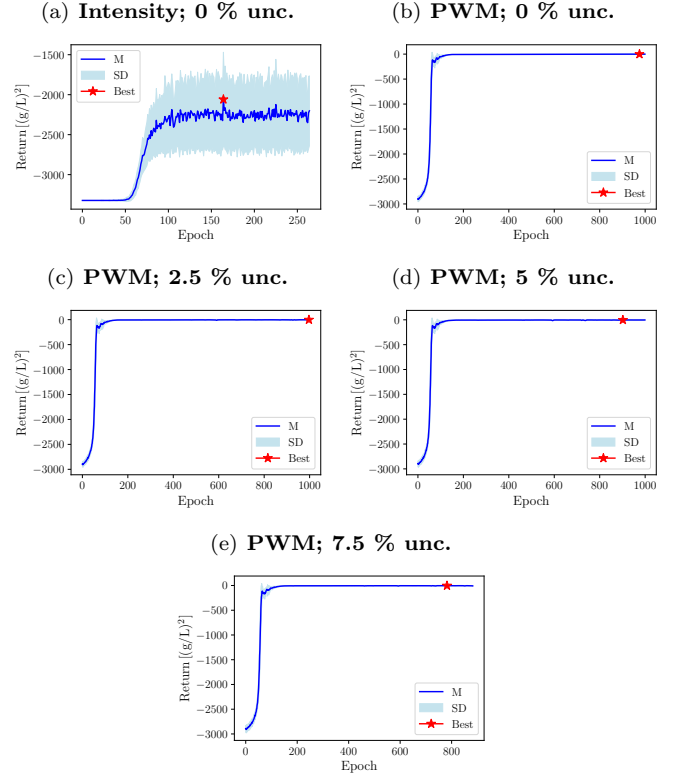 (a) Intensity; 0 % unc.
−1500
−2000
−2500
−3000
Return [(g/L)²]
0
50
100
150
200
250
Epoch
M
SD
Best
(b) PWM; 0 % unc.
0
−500
−1000
−1500
−2000
−2500
−3000
Return [(g/L)²]
0
200
400
600
800
1000
Epoch
M
SD
Best
(c) PWM; 2.5 % unc.
0
−500
−1000
−1500
−2000
−2500
−3000
Return [(g/L)²]
0
200
400
600
800
1000
Epoch
M
SD
Best
(d) PWM; 5 % unc.
0
−500
−1000
−1500
−2000
−2500
−3000
Return [(g/L)²]
0
200
400
600
800
1000
Epoch
M
SD
Best
(e) PWM; 7.5 % unc.
0
−500
−1000
−1500
−2000
−2500
−3000
Return [(g/L)²]
0
200
400
600
800
Epoch
M
SD
Best